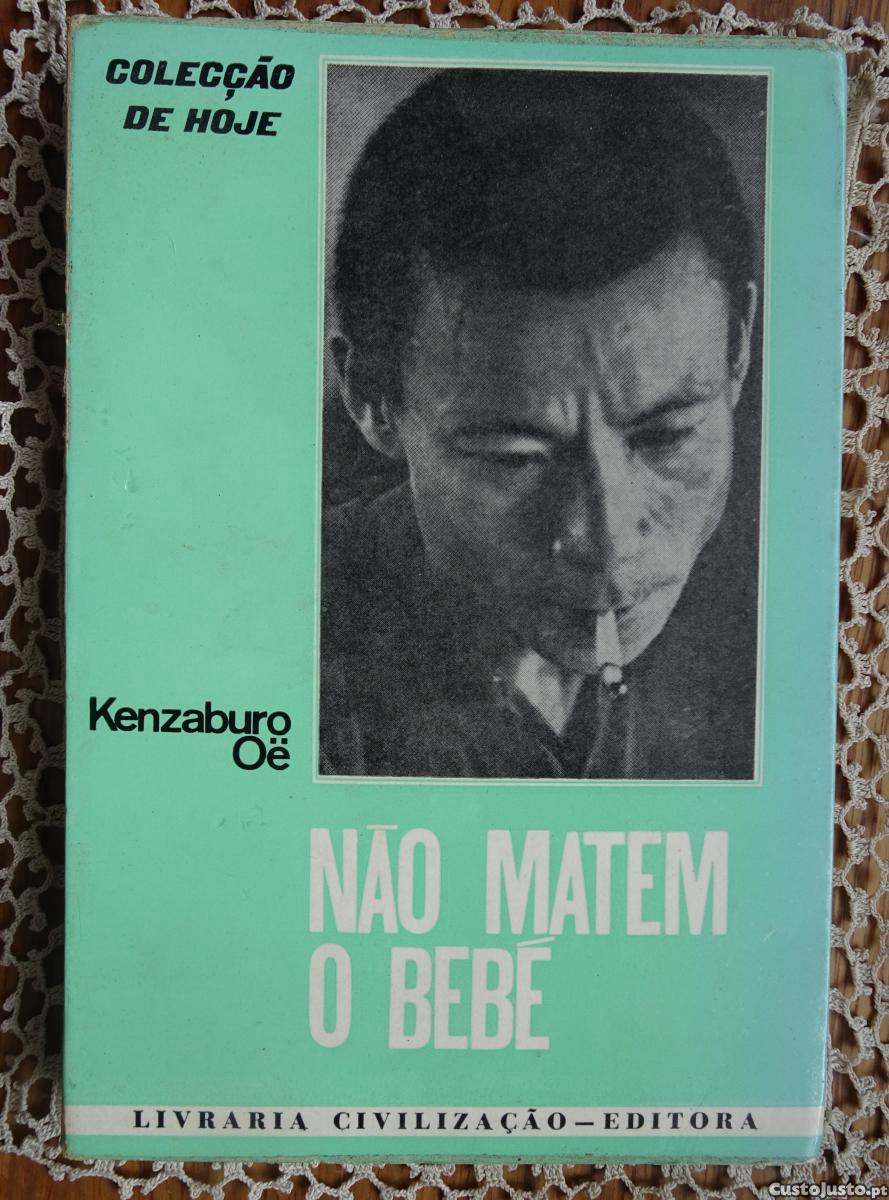 COLECÇÃO
DE HOJE
Kenzaburo
Oë
NÃO MATEM
O BEBÉ
LIVRARIA CIVILIZAÇÃO — EDITORA
CustoJusto.pt